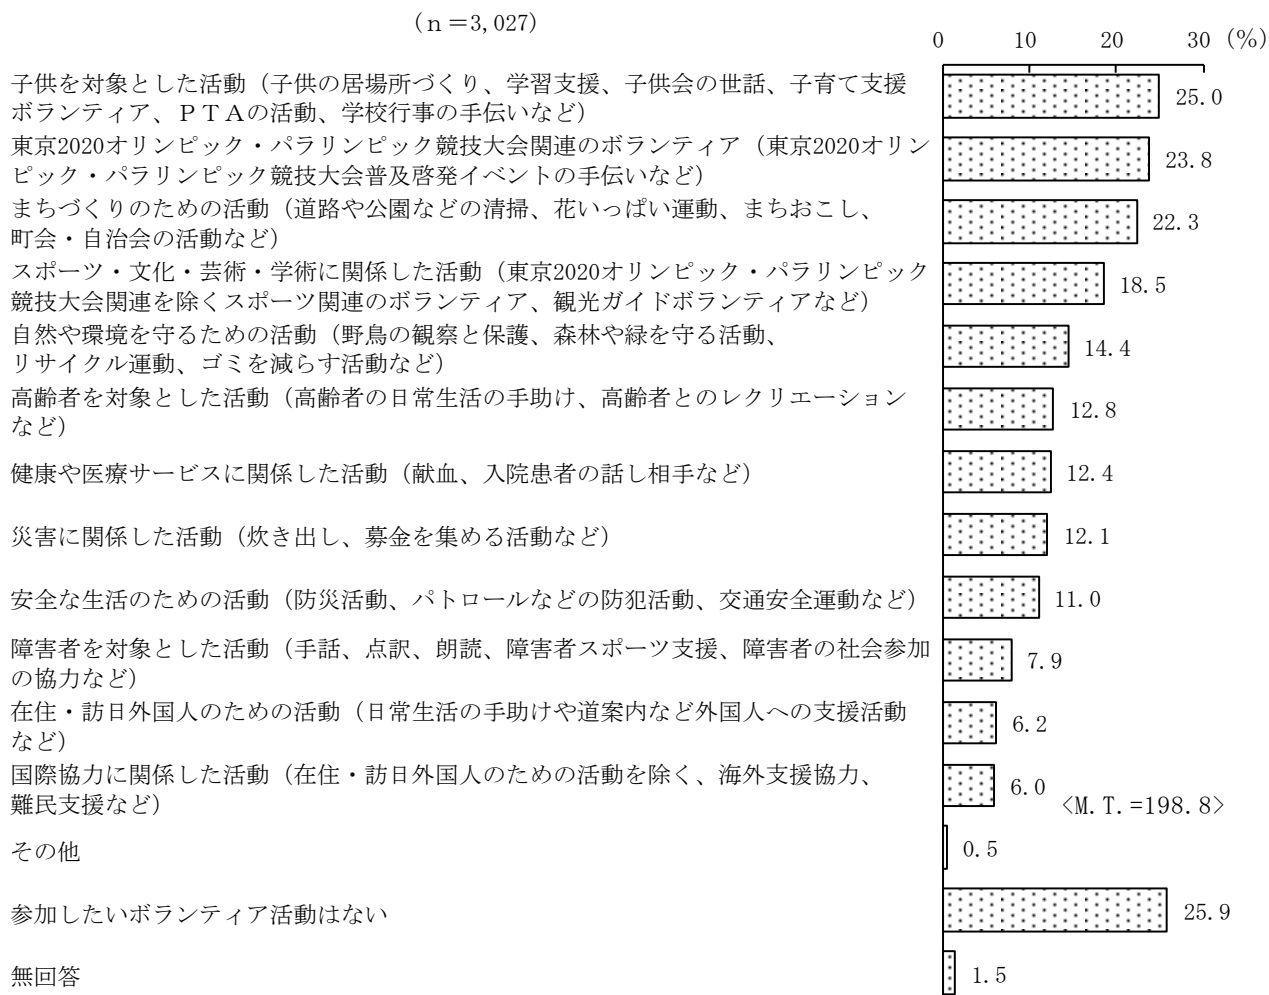 （ｎ＝3,027）
0 10 20 30 (%)
子供を対象とした活動（子供の居場所づくり、学習支援、子供会の世話、子育て支援
ボランティア、ＰＴＡの活動、学校行事の手伝いなど）
25.0
東京2020オリンピック・パラリンピック競技大会関連のボランティア（東京2020オリン
ピック・パラリンピック競技大会普及啓発イベントの手伝いなど）
23.8
まちづくりのための活動（道路や公園などの清掃、花いっぱい運動、まちおこし、
町会・自治会の活動など）
22.3
スポーツ・文化・芸術・学術に関係した活動（東京2020オリンピック・パラリンピック
競技大会関連を除くスポーツ関連のボランティア、観光ガイドボランティアなど）
18.5
自然や環境を守るための活動（野鳥の観察と保護、森林や緑を守る活動、
リサイクル運動、ゴミを減らす活動など）
14.4
高齢者を対象とした活動（高齢者の日常生活の手助け、高齢者とのレクリエーション
など）
12.8
健康や医療サービスに関係した活動（献血、入院患者の話し相手など）
12.4
災害に関係した活動（炊き出し、募金を集める活動など）
12.1
安全な生活のための活動（防災活動、パトロールなどの防犯活動、交通安全運動など）
11.0
障害者を対象とした活動（手話、点訳、朗読、障害者スポーツ支援、障害者の社会参加
の協力など）
7.9
在住・訪日外国人のための活動（日常生活の手助けや道案内など外国人への支援活動
など）
6.2
国際協力に関係した活動（在住・訪日外国人のための活動を除く、海外支援協力、
難民支援など）
6.0
<M.T.=198.8>
その他
0.5
参加したいボランティア活動はない
25.9
無回答
1.5